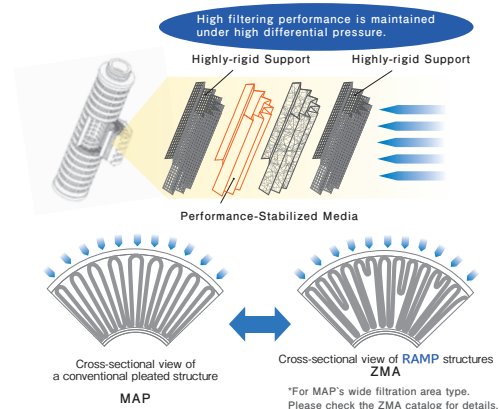 High filtering performance is maintained
under high differential pressure.
Highly-rigid Support
Highly-rigid Support
Performance-Stabilized Media
Cross-sectional view of
a conventional pleated structure
MAP
Cross-sectional view of RAMP structures
ZMA
*For MAP`s wide filtration area type.
Please check the ZMA catalog for details.